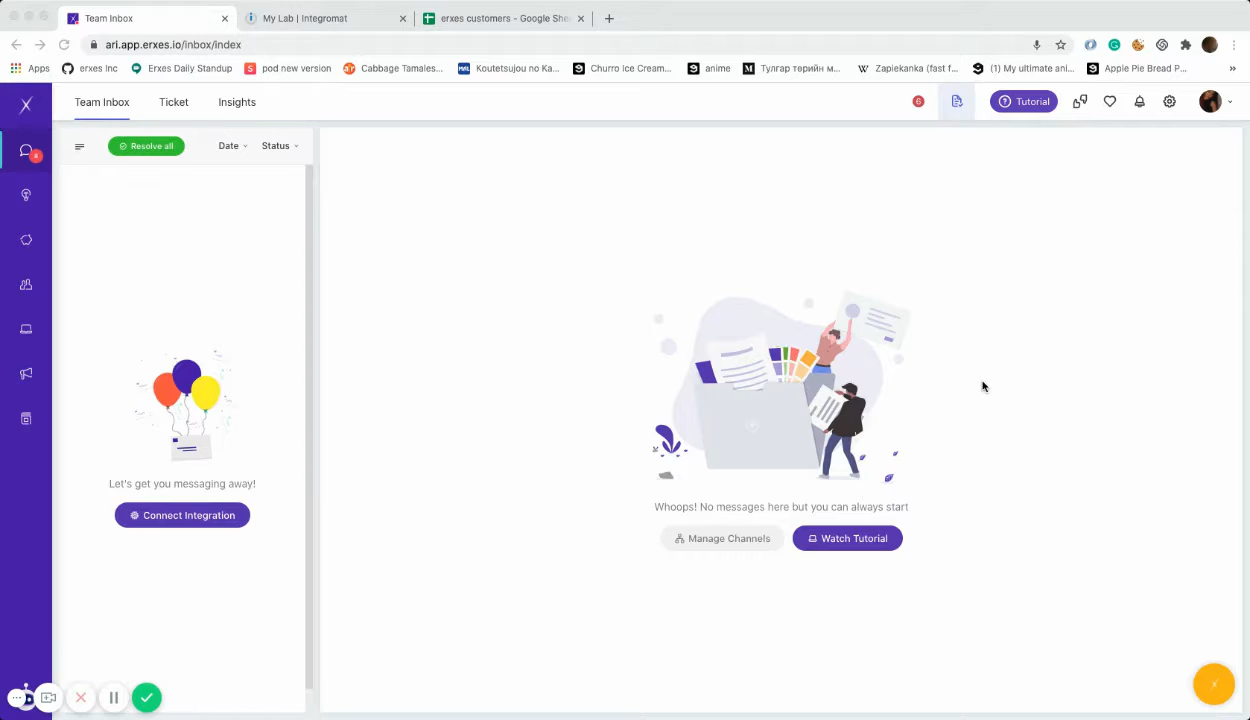 Team Inbox
My Lab | Integromat
erxes customers - Google She
ari.app.erxes.io/inbox/index
Apps
erxes Inc
Erxes Daily Standup
pod new version
Cabbage Tamales...
Koutetsujou no Ka...
Churro Ice Cream...
anime
Тулгар төрийн м...
Zapiekanka (fast f...
(1) My ultimate ani...
Apple Pie Bread P...
Team Inbox
Ticket
Insights
6
Tutorial
Resolve all
Date
Status
Let's get you messaging away!
Connect Integration
Whoops! No messages here but you can always start
Manage Channels
Watch Tutorial